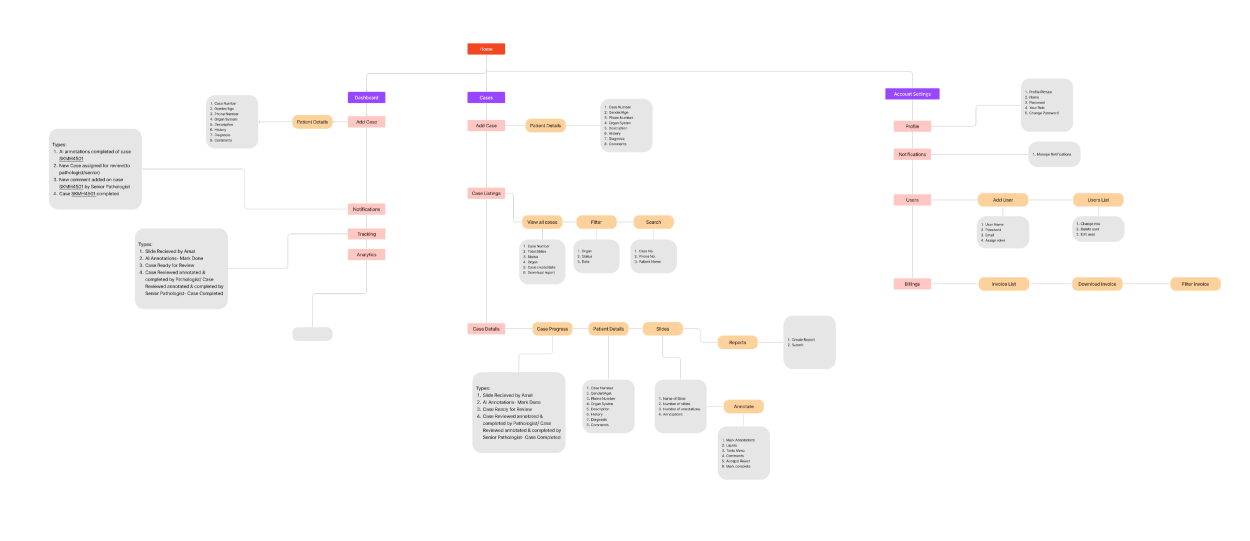 Home
Dashboard
Cases
Account Settings
Add Case
Patient Details
1. Case Number
2. Gender/Age
3. Phone Number
4. Organ System
5. Description
6. History
7. Diagnosis
8. Comments
Types:
1. AI annotations completed of case
SKMH4501
2. New Case assigned for review(to
pathologist/senior)
3. New comment added on case
SKMH4501 by Senior Pathologist
4. Case SKMH4501 completed
Notifications
Tracking
Analytics
Types:
1. Slide Recieved by Amal
2. AI Annotations- Mark Done
3. Case Ready for Review
4. Case Reviewed annotated &
completed by Pathologist/ Case
Reviewed annotated & completed by
Senior Pathologist- Case Completed
Add Case
Patient Details
1. Case Number
2. Gender/Age
3. Phone Number
4. Organ System
5. Description
6. History
7. Diagnosis
8. Comments
Case Listings
View all cases
Filter
Search
1. Case Number
2. Total Slides
3. Status
4. Organ
5. Case creation date
6. Download report
1. Organ
2. Status
3. Date
1. Case No.
2. Phone No.
3. Patient Name
Case Details
Case Progress
Patient Details
Slides
Reports
1. Create Report
2. Submit
Types:
1. Slide Recieved by Amal
2. AI Annotations- Mark Done
3. Case Ready for Review
4. Case Reviewed annotated &
completed by Pathologist/ Case
Reviewed annotated & completed by
Senior Pathologist- Case Completed
1. Case Number
2. Gender/Age
3. Phone Number
4. Organ System
5. Description
6. History
7. Diagnosis
8. Comments
1. Name of Slide
2. Number of slides
3. Number of annotations
4. Annotations
Annotate
1. Mark Annotations
2. Layers
3. Tools Menu
4. Comments
5. Accept/ Reject
6. Mark complete
Profile
1. Profile Picture
2. Name
3. Password
4. Your Role
5. Change Password
Notifications
1. Manage Notifications
Users
Add User
Users List
1. User Name
2. Password
3. Email
4. Assign roles
1. Change role
2. Delete user
3. Edit user
Billings
Invoice List
Download Invoice
Filter Invoice